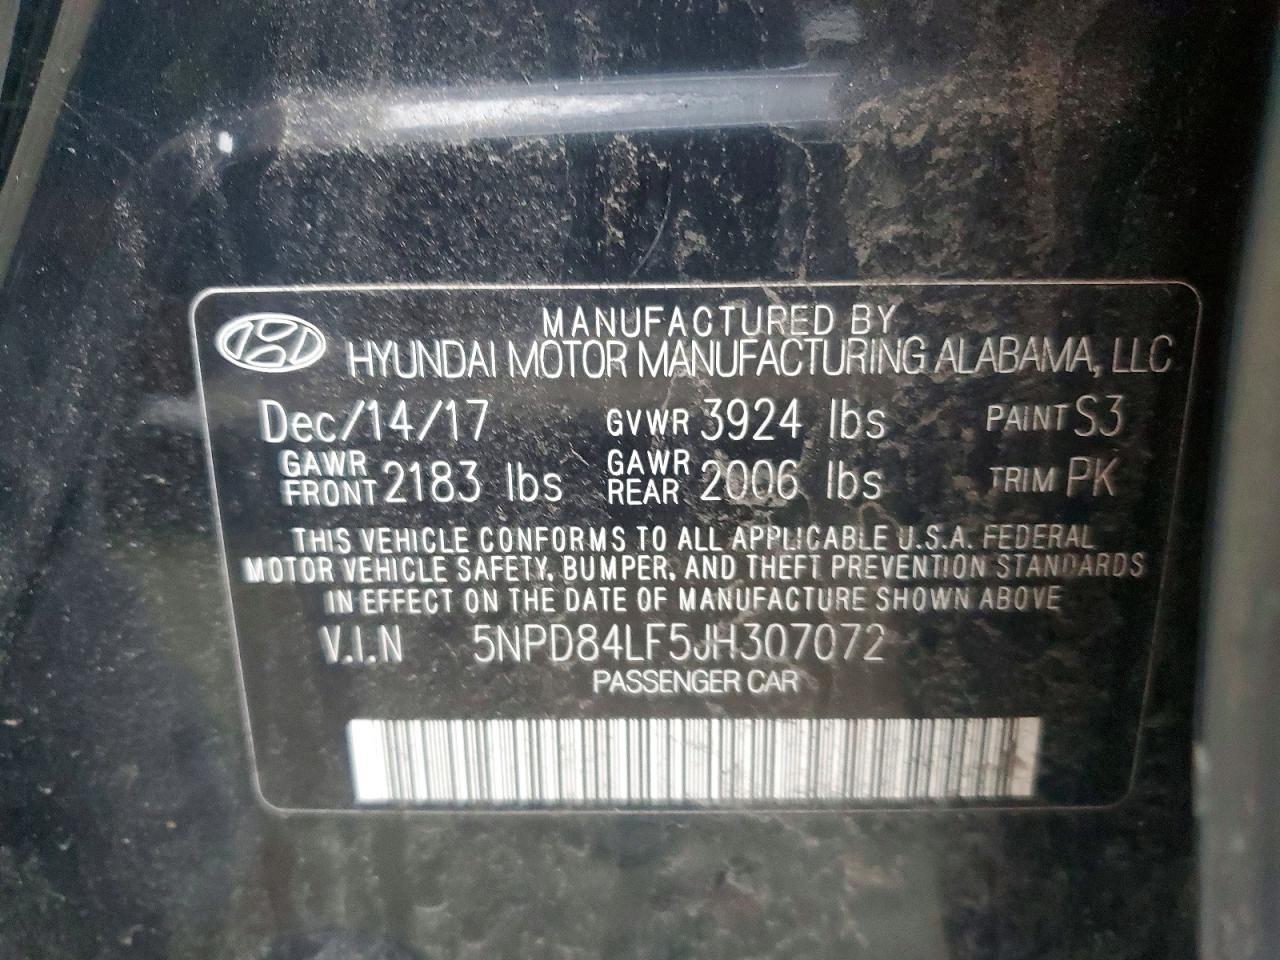 MANUFACTURED BY
HYUNDAI MOTOR MANUFACTURING ALABAMA, LLC
Dec/14/17 GVWR 3924 lbs PAINT S3
GAWR FRONT 2183 lbs GAWR REAR 2006 lbs TRIM PK
THIS VEHICLE CONFORMS TO ALL APPLICABLE U.S.A. FEDERAL
MOTOR VEHICLE SAFETY, BUMPER, AND THEFT PREVENTION STANDARDS
IN EFFECT ON THE DATE OF MANUFACTURE SHOWN ABOVE
V.I.N 5NPD84LF5JH307072
PASSENGER CAR